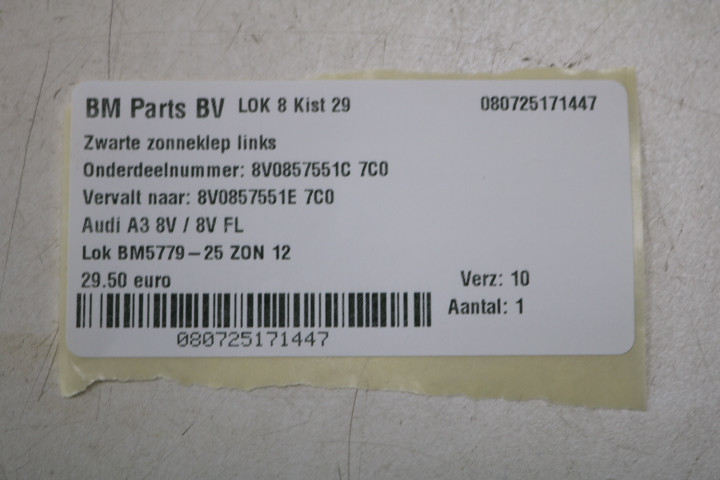 BM Parts BV LOK 8 Kist 29 080725171447
Zwarte zonneklep links
Onderdeelnummer: 8V0857551C 7C0
Vervalt naar: 8V0857551E 7C0
Audi A3 8V / 8V FL
Lok BM5779-25 ZON 12
29.50 euro Verz: 10
Aantal: 1
080725171447